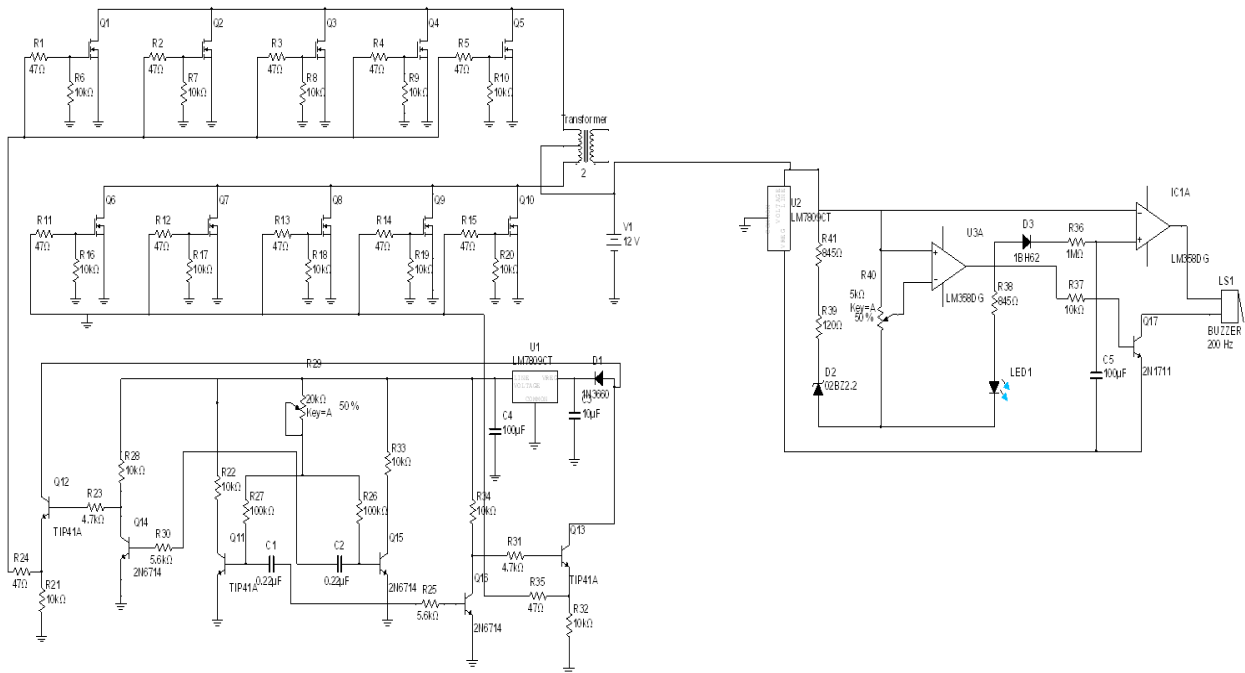 Q1 Q2 Q3 Q4 Q5
R1 R2 R3 R4 R5
47Ω 47Ω 47Ω 47Ω 47Ω
R6 R7 R8 R9 R10
10kΩ 10kΩ 10kΩ 10kΩ 10kΩ
Transformer
2
Q6 Q7 Q8 Q9 Q10
R11 R12 R13 R14 R15
47Ω 47Ω 47Ω 47Ω 47Ω
R16 R17 R18 R19 R20
10kΩ 10kΩ 10kΩ 10kΩ 10kΩ
V1
12 V
U2
LM7809CT
R41
845Ω
R39
120Ω
D2
02BZ2.2
R40
5kΩ
Key=A
50%
U3A
LM358DG
D3
1BH62
R36
1MΩ
R38
845Ω
R37
10kΩ
LED1
C5
100µF
Q17
2N1711
IC1A
LM358DG
LS1
BUZZER
200 Hz
R29
20kΩ
Key=A
50%
U1
LM7809CT
LINE VREG
VOLTAGE
COMMON
D1
1N3660
C3
10µF
C4
100µF
R28
10kΩ
R22
10kΩ
R27
100kΩ
R26
100kΩ
R33
10kΩ
R34
10kΩ
Q12
TIP41A
R23
4.7kΩ
Q14
2N6714
R30
5.6kΩ
Q11
TIP41A
C1
0.22µF
C2
0.22µF
Q15
2N6714
R24
47Ω
R21
10kΩ
R25
5.6kΩ
Q16
2N6714
R31
4.7kΩ
Q13
TIP41A
R35
47Ω
R32
10kΩ